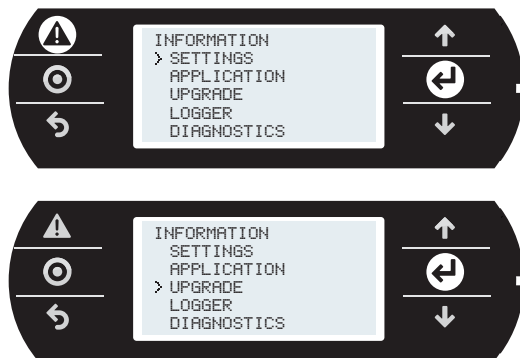 INFORMATION
> SETTINGS
APPLICATION
UPGRADE
LOGGER
DIAGNOSTICS
INFORMATION
SETTINGS
APPLICATION
> UPGRADE
LOGGER
DIAGNOSTICS